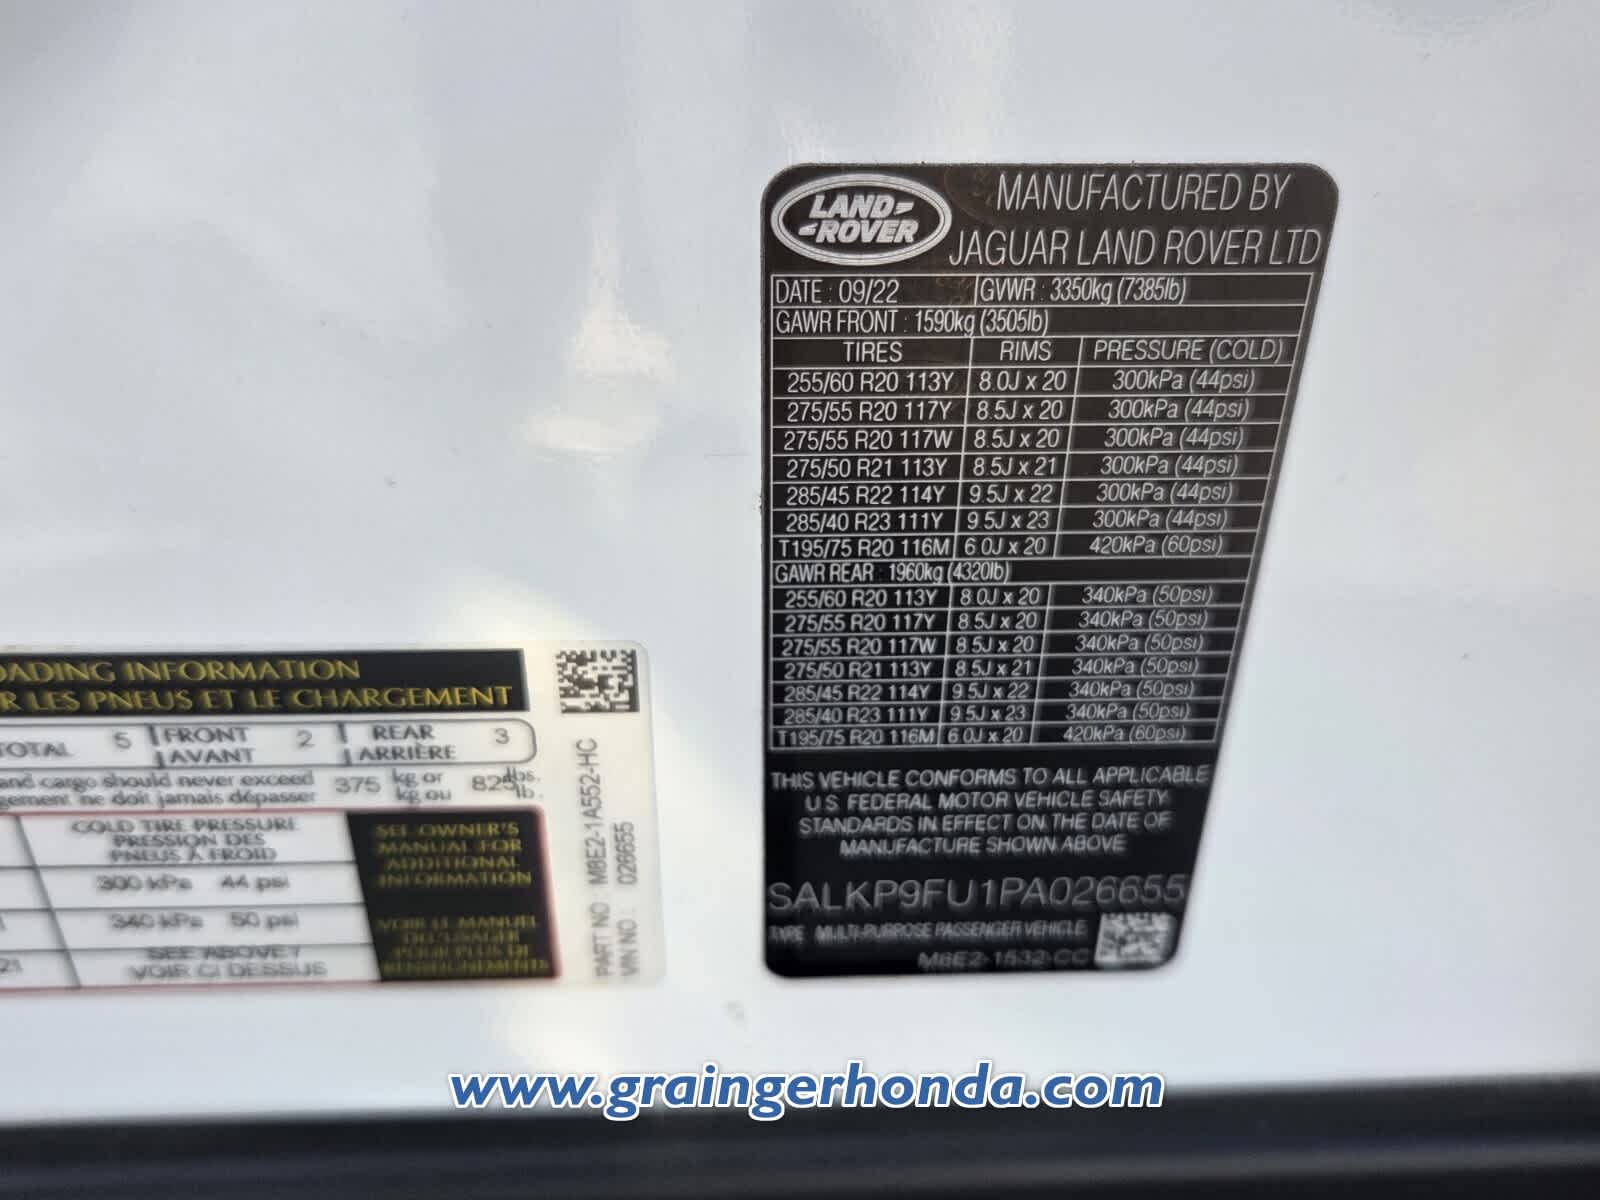 LAND-
-ROVER
MANUFACTURED BY
JAGUAR LAND ROVER LTD
DATE : 09/22 GVWR : 3350kg (7385lb)
GAWR FRONT : 1590kg (3505lb)
TIRES RIMS PRESSURE (COLD)
255/60 R20 113Y 8.0J x 20 300kPa (44psi)
275/55 R20 117Y 8.5J x 20 300kPa (44psi)
275/55 R20 117W 8.5J x 20 300kPa (44psi)
275/50 R21 113Y 8.5J x 21 300kPa (44psi)
285/45 R22 114Y 9.5J x 22 300kPa (44psi)
285/40 R23 111Y 9.5J x 23 300kPa (44psi)
T195/75 R20 116M 6.0J x 20 420kPa (60psi)
GAWR REAR : 1960kg (4320lb)
255/60 R20 113Y 8.0J x 20 340kPa (50psi)
275/55 R20 117Y 8.5J x 20 340kPa (50psi)
275/55 R20 117W 8.5J x 20 340kPa (50psi)
275/50 R21 113Y 8.5J x 21 340kPa (50psi)
285/45 R22 114Y 9.5J x 22 340kPa (50psi)
285/40 R23 111Y 9.5J x 23 340kPa (50psi)
T195/75 R20 116M 6.0J x 20 420kPa (60psi)
THIS VEHICLE CONFORMS TO ALL APPLICABLE
U.S. FEDERAL MOTOR VEHICLE SAFETY
STANDARDS IN EFFECT ON THE DATE OF
MANUFACTURE SHOWN ABOVE
SALKP9FU1PA026655
TYPE : MULTI-PURPOSE PASSENGER VEHICLE
M8E2-1532-CC
OADING INFORMATION
R LES PNEUS ET LE CHARGEMENT
TOTAL 5 FRONT 2 REAR 3
AVANT ARRIÈRE
and cargo should never exceed 375 kg or 825 lbs.
gement ne doit jamais dépasser kg ou lb.
COLD TIRE PRESSURE
PRESSION DES
PNEUS À FROID
300 kPa 44 psi
340 kPa 50 psi
21 SEE ABOVE/
VOIR CI DESSUS
SEE OWNER'S
MANUAL FOR
ADDITIONAL
INFORMATION
VOIR LE MANUEL
DE L'USAGER
POUR PLUS DE
RENSEIGNEMENTS
PART NO : M8E2-1A552-HC
VIN NO : 026655
www.graingerhonda.com